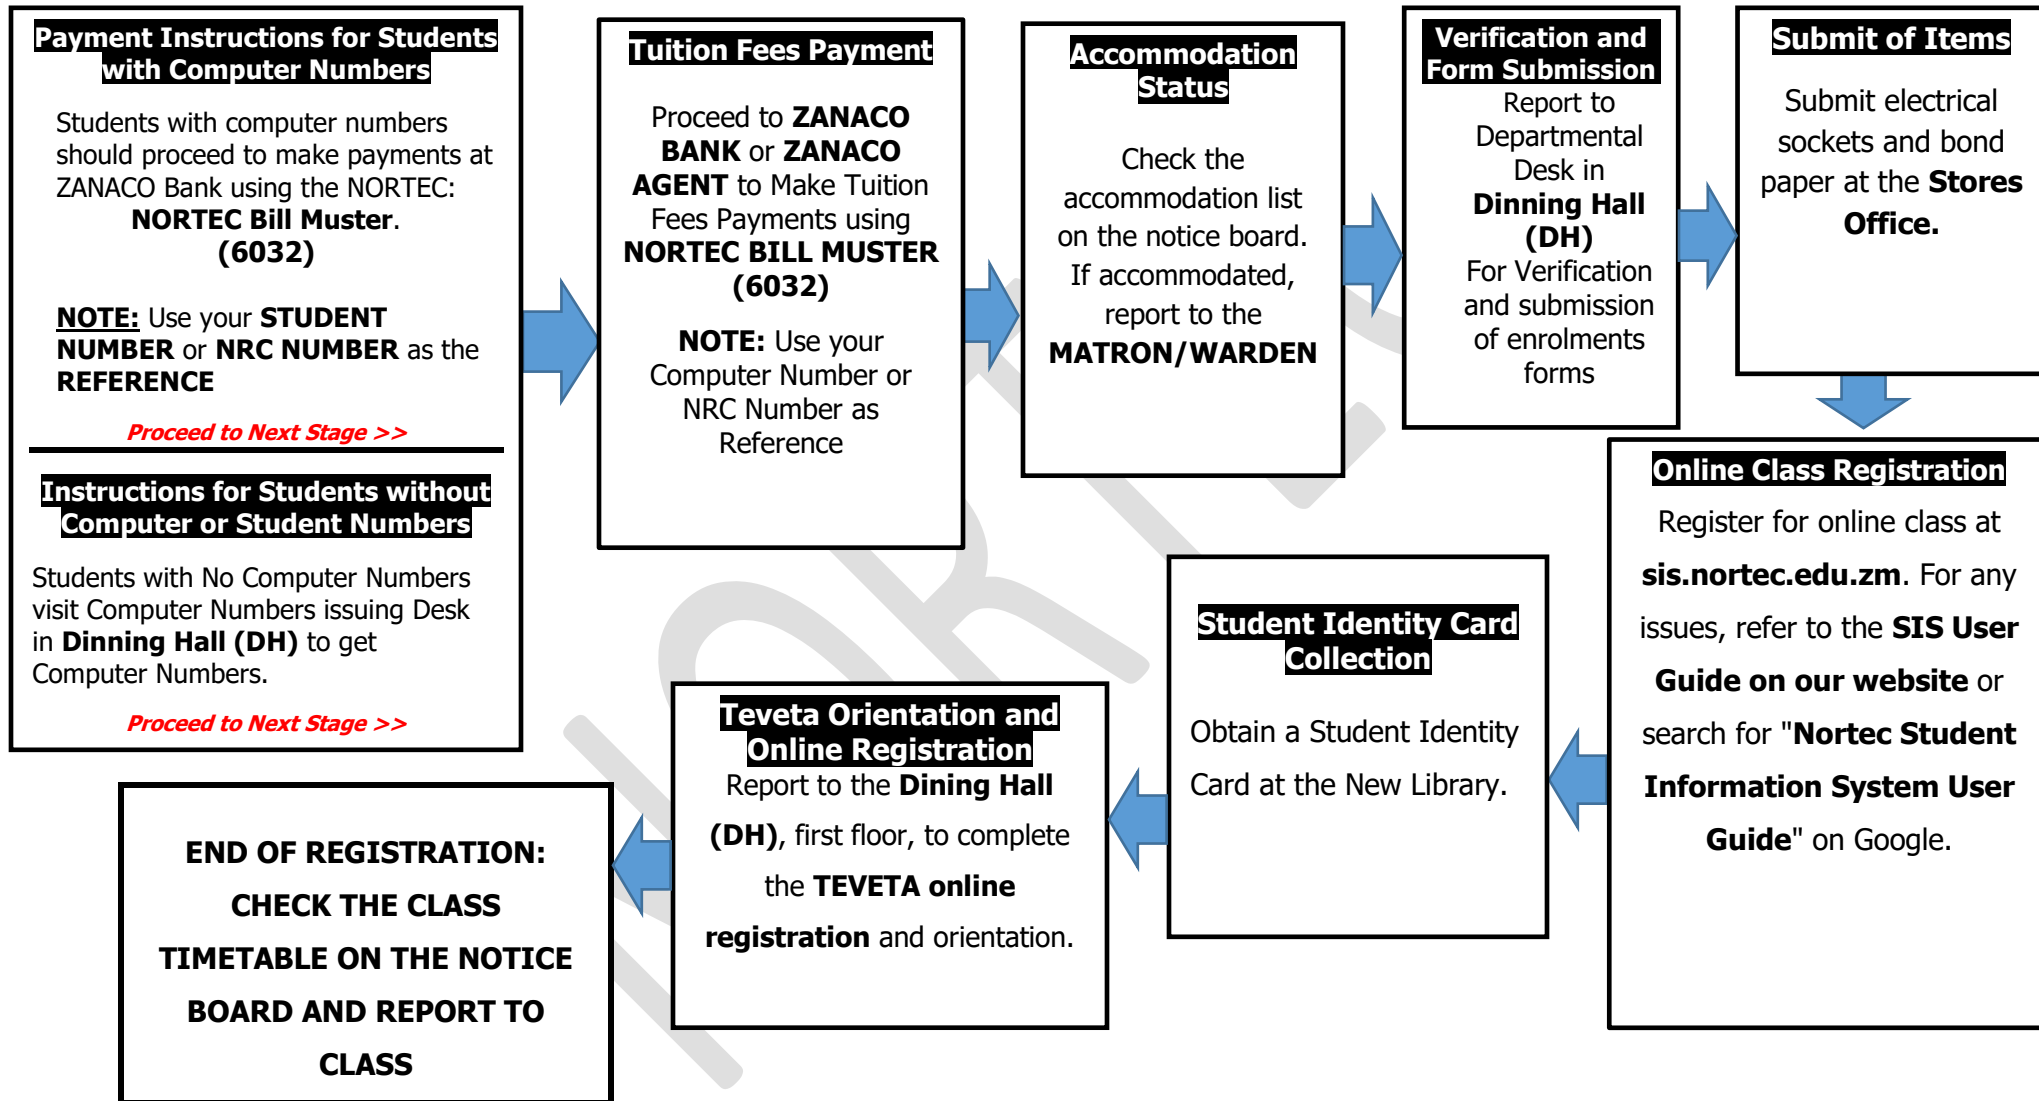 Payment Instructions for Students
with Computer Numbers
Students with computer numbers
should proceed to make payments at
ZANACO Bank using the NORTEC:
NORTEC Bill Muster.
(6032)
NOTE: Use your STUDENT
NUMBER or NRC NUMBER as the
REFERENCE
Proceed to Next Stage >>
Instructions for Students without
Computer or Student Numbers
Students with No Computer Numbers
visit Computer Numbers issuing Desk
in Dinning Hall (DH) to get
Computer Numbers.
Proceed to Next Stage >>
Tuition Fees Payment
Proceed to ZANACO
BANK or ZANACO
AGENT to Make Tuition
Fees Payments using
NORTEC BILL MUSTER
(6032)
NOTE: Use your
Computer Number or
NRC Number as
Reference
Accommodation
Status
Check the
accommodation list
on the notice board.
If accommodated,
report to the
MATRON/WARDEN
Verification and
Form Submission
Report to
Departmental
Desk in
Dinning Hall
(DH)
For Verification
and submission
of enrolments
forms
Submit of Items
Submit electrical
sockets and bond
paper at the Stores
Office.
Online Class Registration
Register for online class at
sis.nortec.edu.zm. For any
issues, refer to the SIS User
Guide on our website or
search for "Nortec Student
Information System User
Guide" on Google.
Student Identity Card
Collection
Obtain a Student Identity
Card at the New Library.
Teveta Orientation and
Online Registration
Report to the Dining Hall
(DH), first floor, to complete
the TEVETA online
registration and orientation.
END OF REGISTRATION:
CHECK THE CLASS
TIMETABLE ON THE NOTICE
BOARD AND REPORT TO
CLASS
NORTEC